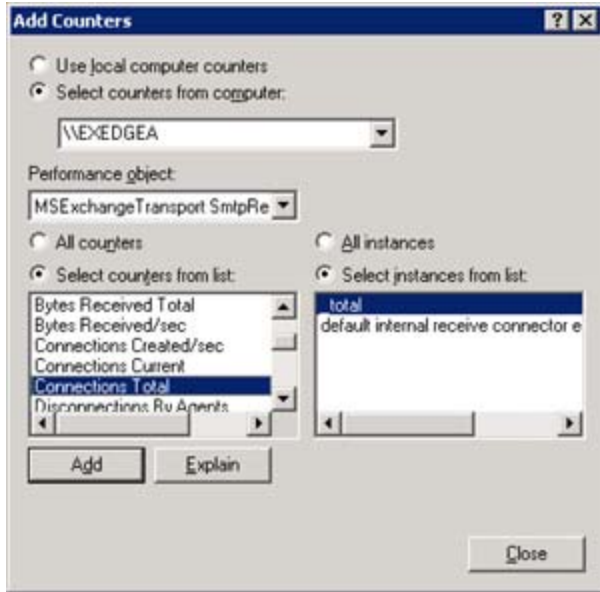 Add Counters
Use local computer counters
Select counters from computer:
\\EXEDGEA
Performance object:
MSExchangeTransport SmtpRe
All counters
All instances
Select counters from list:
Select instances from list:
Bytes Received Total
Bytes Received/sec
Connections Created/sec
Connections Current
Connections Total
Disconnections By Agents
_total
default internal receive connector e
Add
Explain
Close